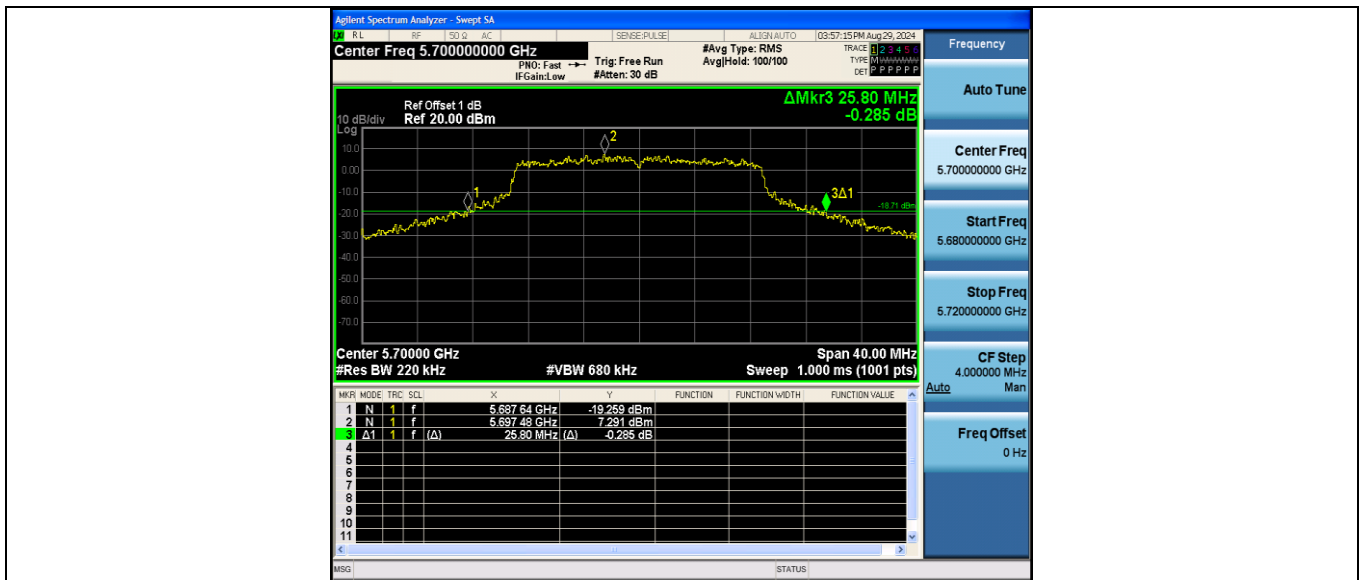 Agilent Spectrum Analyzer - Swept SA
RL RF 50 Ω AC SENSE:PULSE ALIGN AUTO 03:57:15 PM Aug 29, 2024
Center Freq 5.700000000 GHz
PNO: Fast
IFGain:Low
Trig: Free Run
#Atten: 30 dB
#Avg Type: RMS
Avg|Hold: 100/100
TRACE 1 2 3 4 5 6
TYPE M WWWWW
DET P P P P P P
Ref Offset 1 dB
10 dB/div Ref 20.00 dBm
Log
ΔMkr3 25.80 MHz
-0.285 dB
10.0
0.00
-10.0
-20.0
-30.0
-40.0
-50.0
-60.0
-70.0
1
2
3Δ1
-18.71 dBm
Center 5.70000 GHz Span 40.00 MHz
#Res BW 220 kHz #VBW 680 kHz Sweep 1.000 ms (1001 pts)
MKR MODE TRC SCL X Y FUNCTION FUNCTION WIDTH FUNCTION VALUE
1 N 1 f 5.687 64 GHz -19.259 dBm
2 N 1 f 5.697 48 GHz 7.291 dBm
3 Δ1 1 f (Δ) 25.80 MHz (Δ) -0.285 dB
4
5
6
7
8
9
10
11
MSG STATUS
Frequency
Auto Tune
Center Freq
5.700000000 GHz
Start Freq
5.680000000 GHz
Stop Freq
5.720000000 GHz
CF Step
4.000000 MHz
Auto Man
Freq Offset
0 Hz